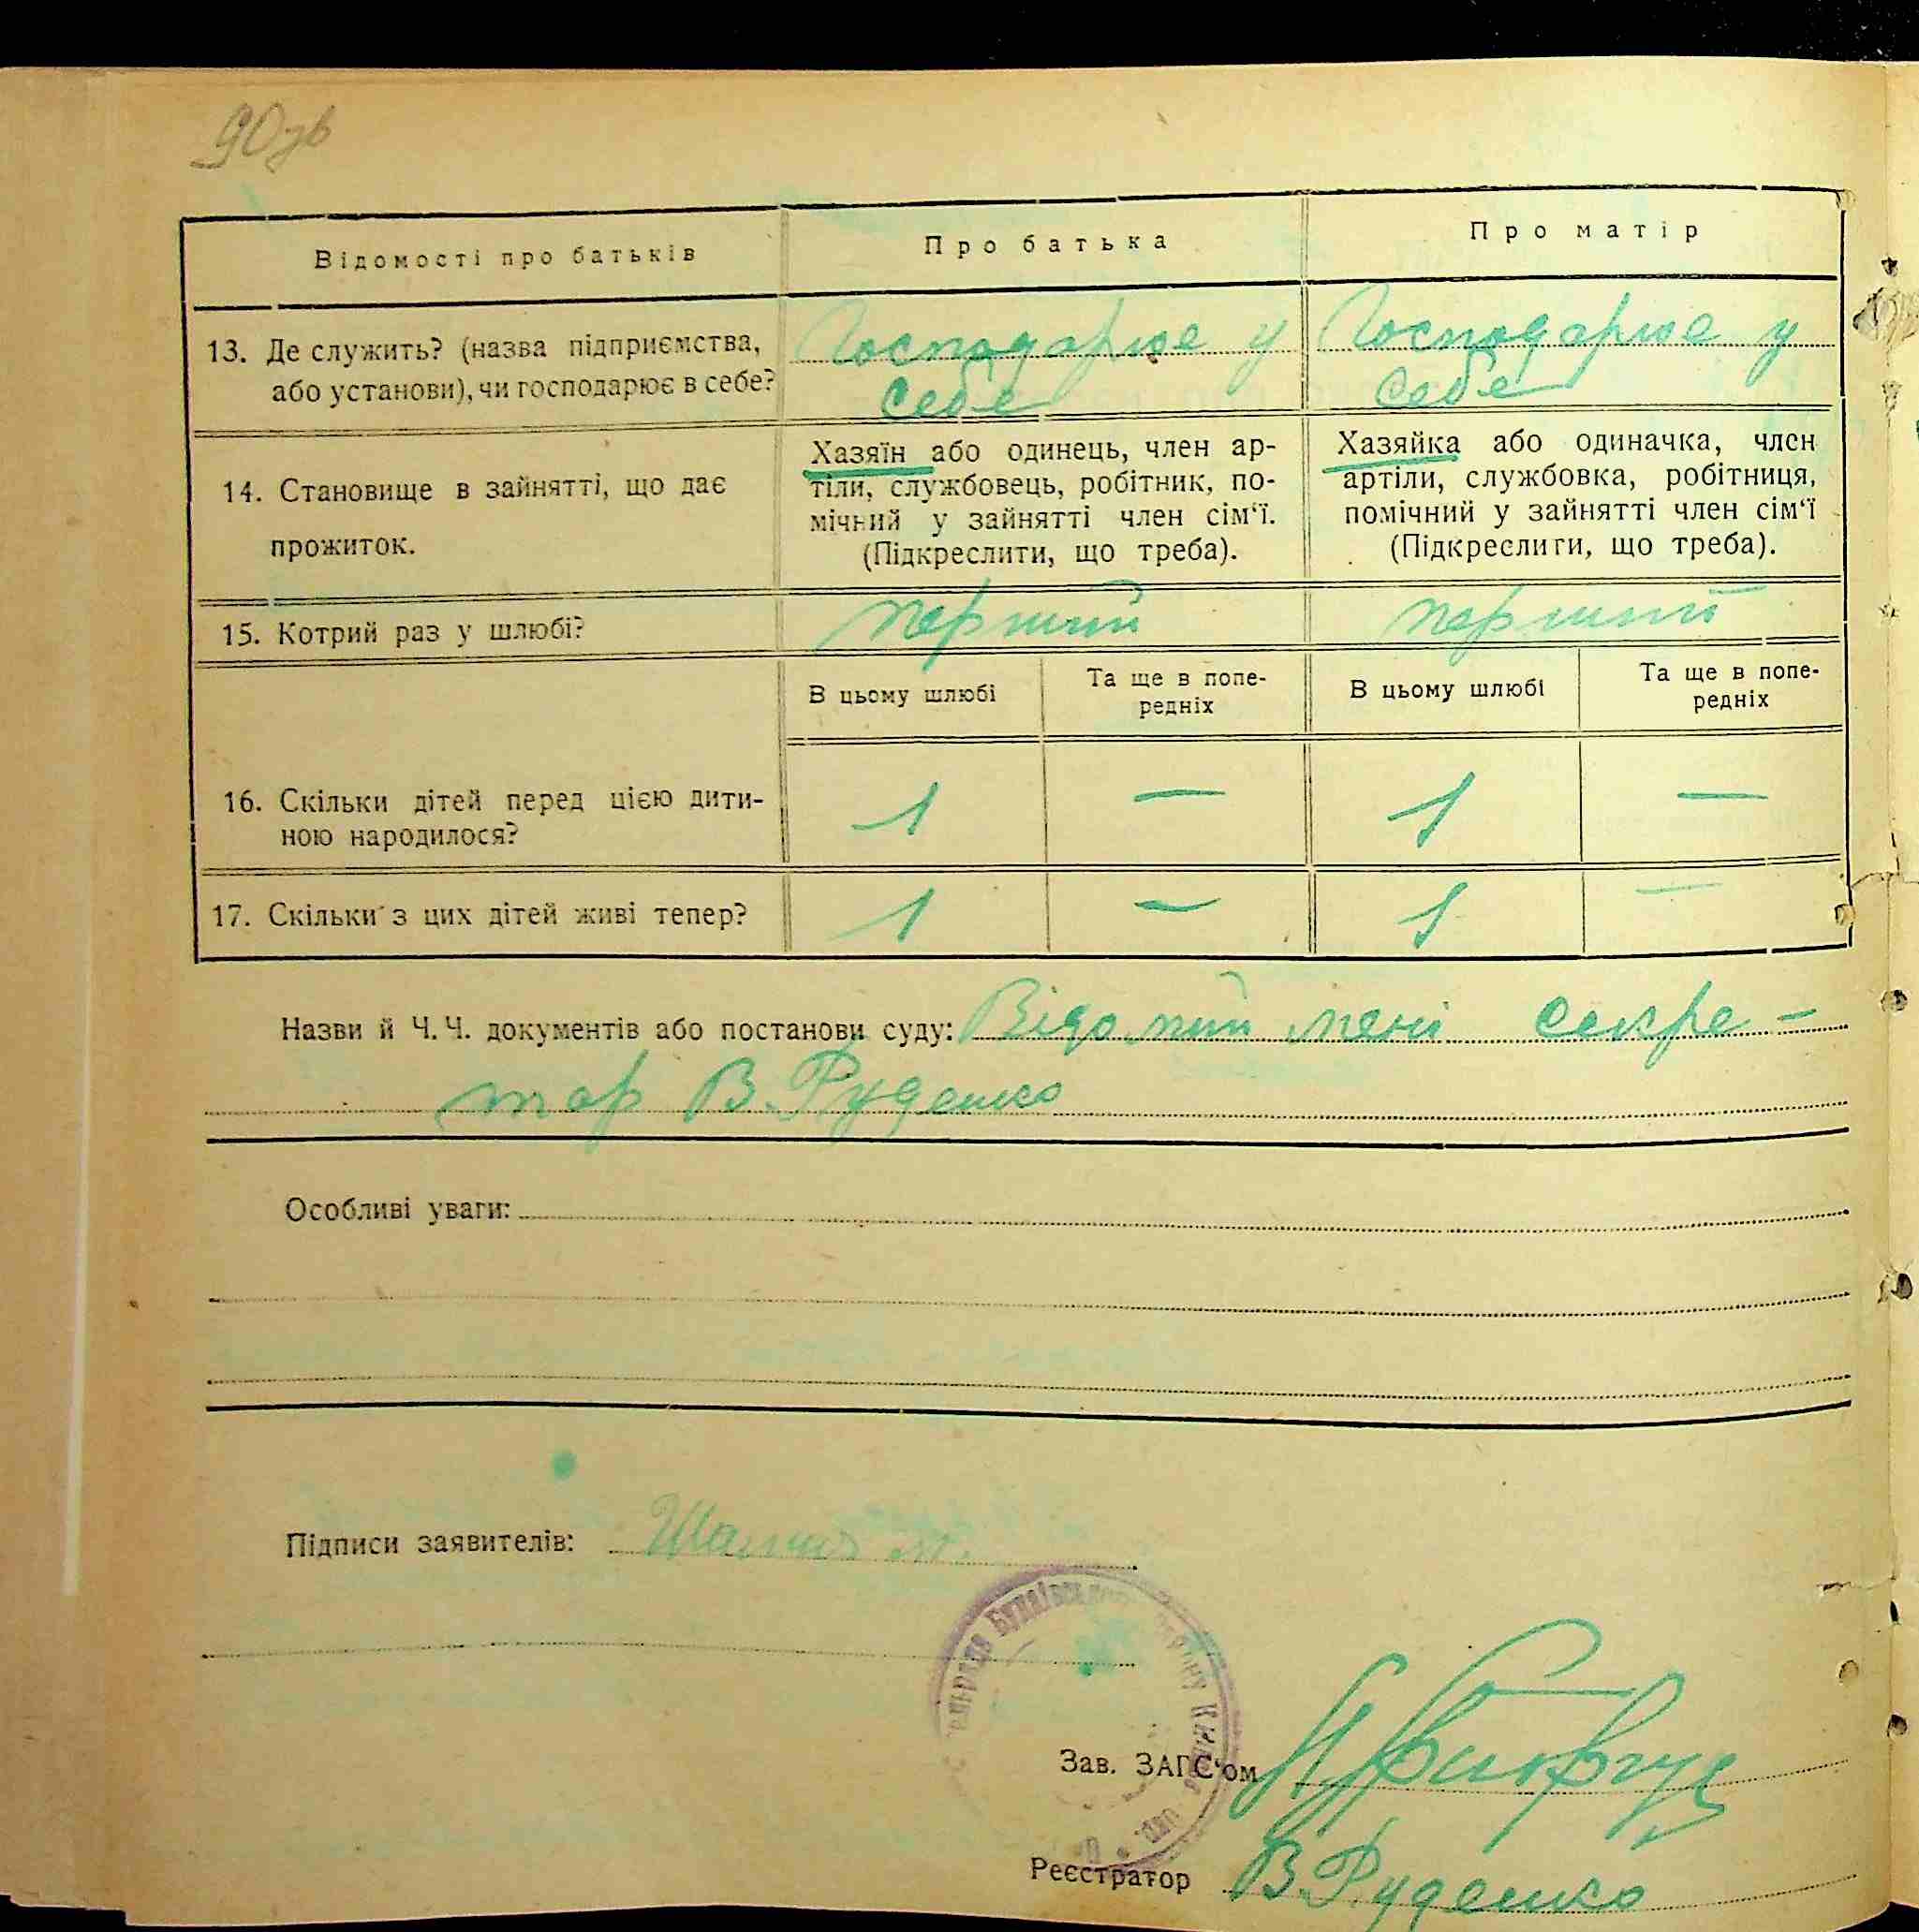 90зв
Відомості про батьків
Про батька
Про матір
13. Де служить? (назва підприємства,
або установи), чи господарює в себе?
Господарює у
себе
Господарює у
себе
14. Становище в зайнятті, що дає
прожиток.
Хазяїн або одинець, член ар-
тіли, службовець, робітник, по-
мічний у зайнятті член сім‘ї.
(Підкреслити, що треба).
Хазяйка або одиначка, член
артіли, службовка, робітниця,
помічний у зайнятті член сім‘ї
(Підкреслити, що треба).
15. Котрий раз у шлюбі?
перший
перший
В цьому шлюбі
Та ще в попе-
редніх
В цьому шлюбі
Та ще в попе-
редніх
16. Скільки дітей перед цією дити-
ною народилося?
1 — 1 —
17. Скільки з цих дітей живі тепер?
1 — 1 —
Назви й Ч. Ч. документів або постанови суду: Відомий мені секре-
тар В. Руденко
Особливі уваги:
Підписи заявителів:
Зав. ЗАГС‘ом
Реєстратор В. Руденко